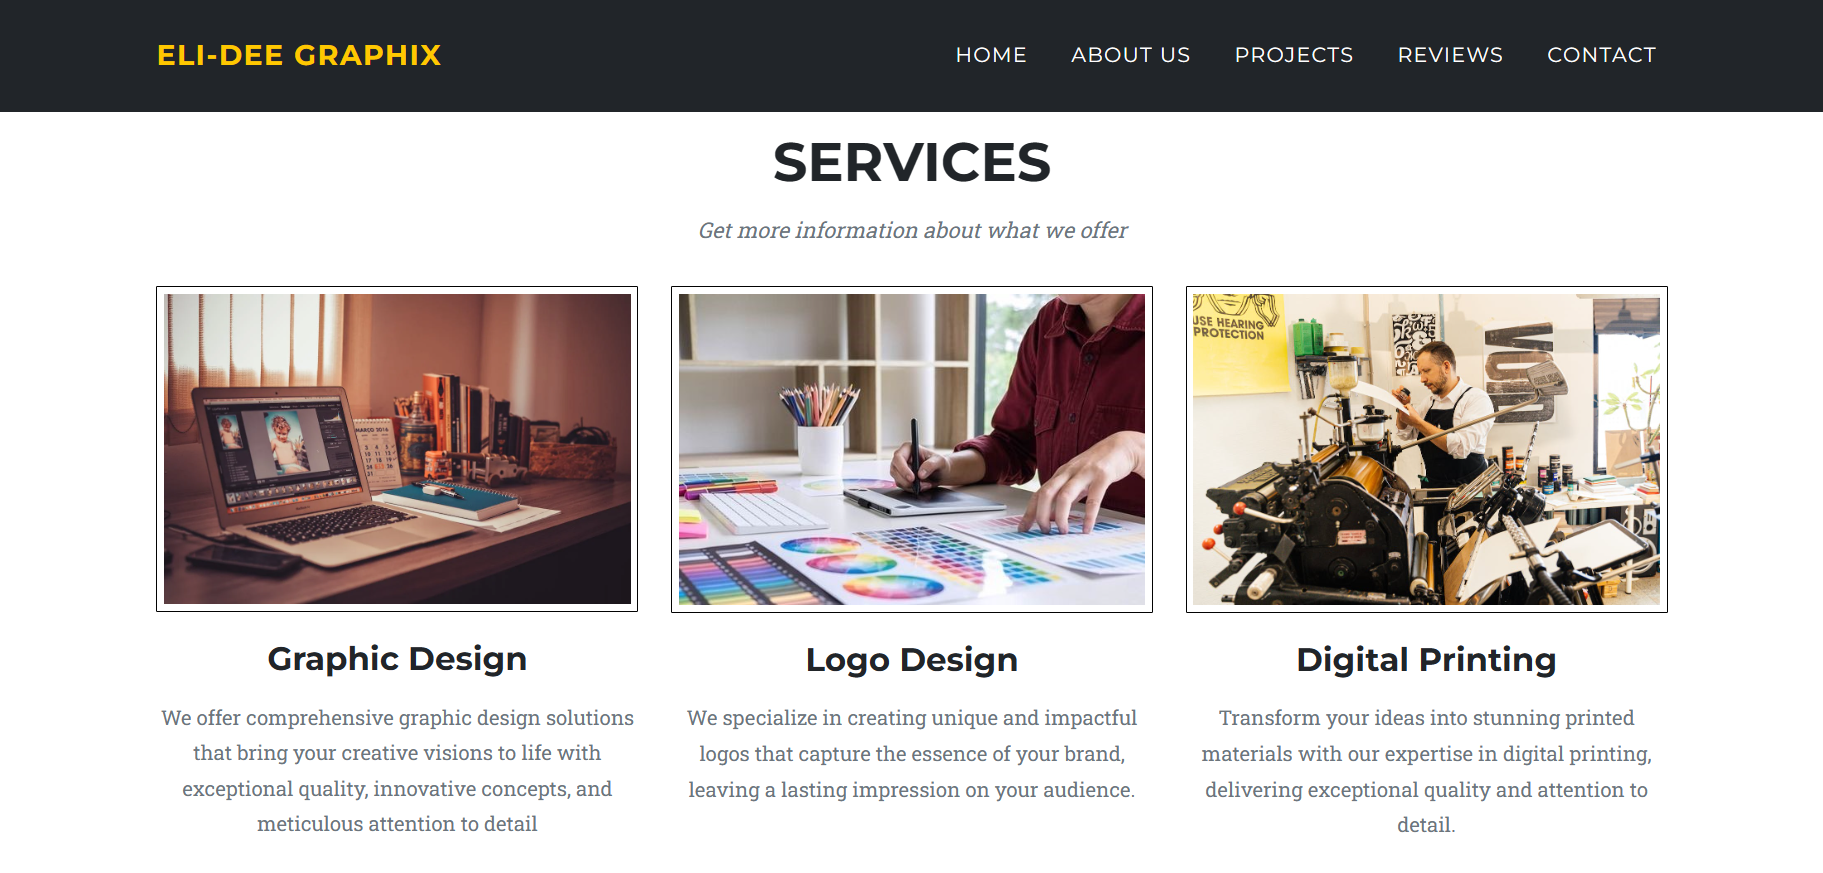 ELI-DEE GRAPHIX
HOME ABOUT US PROJECTS REVIEWS CONTACT
SERVICES
Get more information about what we offer
MARÇO 2016
USE HEARING
PROTECTION
Graphic Design
Logo Design
Digital Printing
We offer comprehensive graphic design solutions
that bring your creative visions to life with
exceptional quality, innovative concepts, and
meticulous attention to detail
We specialize in creating unique and impactful
logos that capture the essence of your brand,
leaving a lasting impression on your audience.
Transform your ideas into stunning printed
materials with our expertise in digital printing,
delivering exceptional quality and attention to
detail.